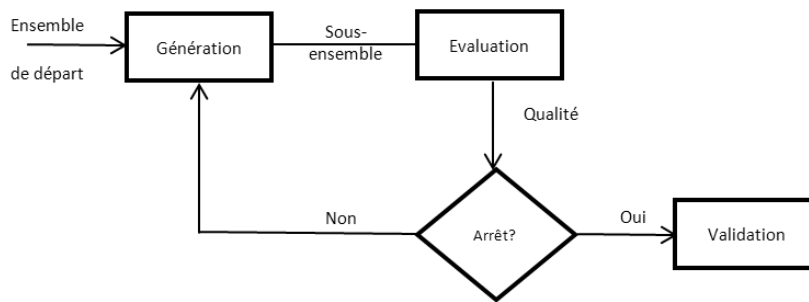 Ensemble
de départ
Génération
Sous-
ensemble
Evaluation
Qualité
Arrêt?
Non
Oui
Validation